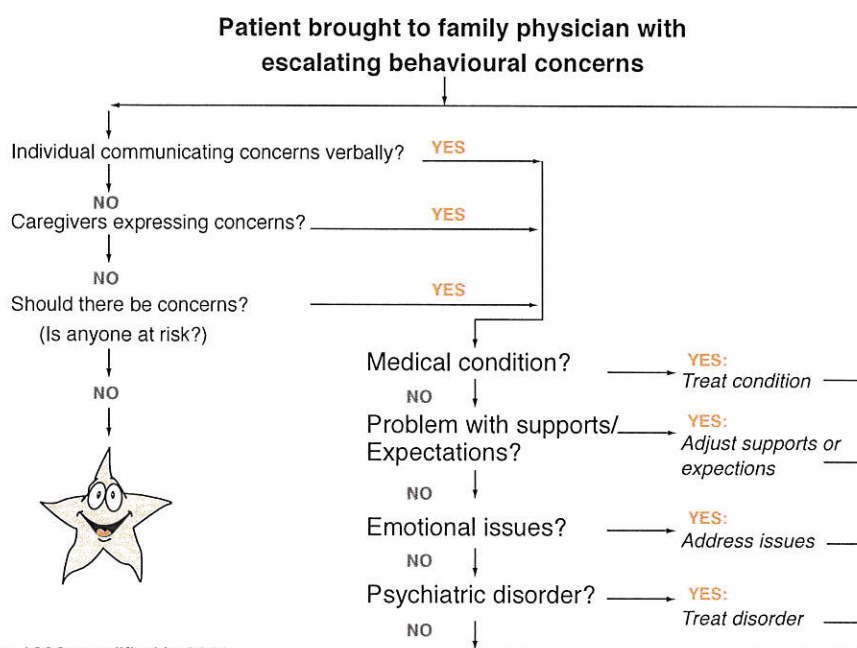 Patient brought to family physician with
escalating behavioural concerns
Individual communicating concerns verbally? YES
NO
Caregivers expressing concerns? YES
NO
Should there be concerns? YES
(Is anyone at risk?)
NO
Medical condition? YES:
Treat condition
NO
Problem with supports/ YES:
Expectations? Adjust supports or
expections
NO
Emotional issues? YES:
Address issues
NO
Psychiatric disorder? YES:
Treat disorder
NO